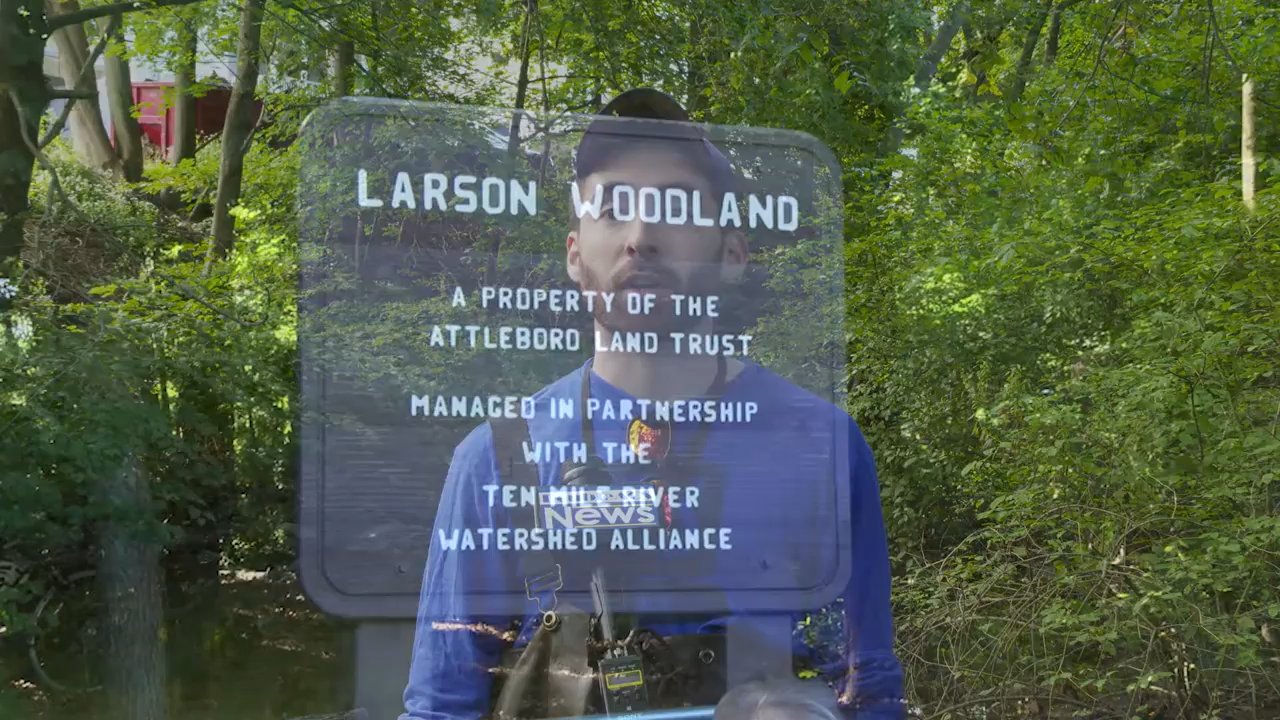 LARSON WOODLAND
A PROPERTY OF THE
ATTLEBORO LAND TRUST
MANAGED IN PARTNERSHIP
WITH THE
TEN MILE RIVER
News
WATERSHED ALLIANCE